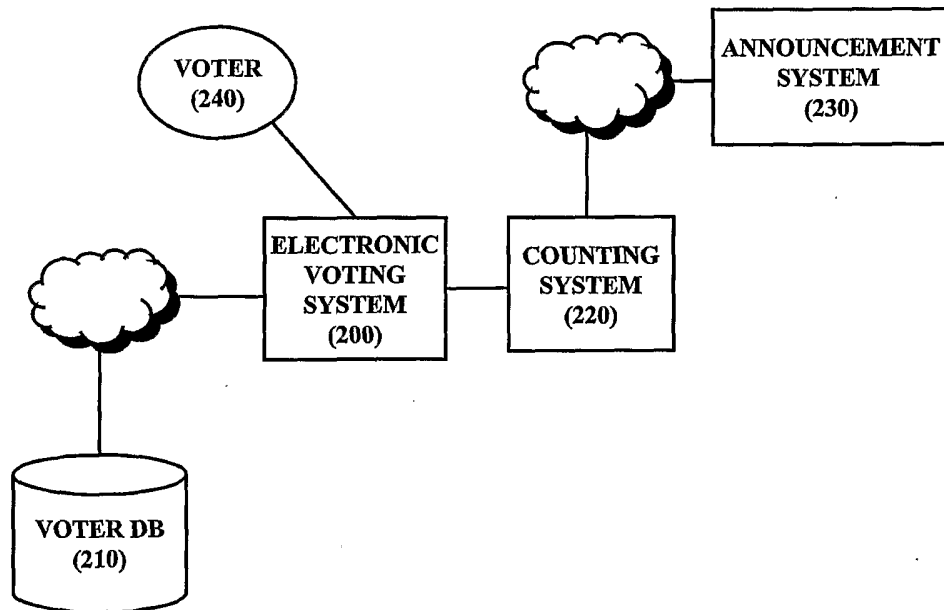 VOTER
(240)
ANNOUNCEMENT
SYSTEM
(230)
ELECTRONIC
VOTING
SYSTEM
(200)
COUNTING
SYSTEM
(220)
VOTER DB
(210)